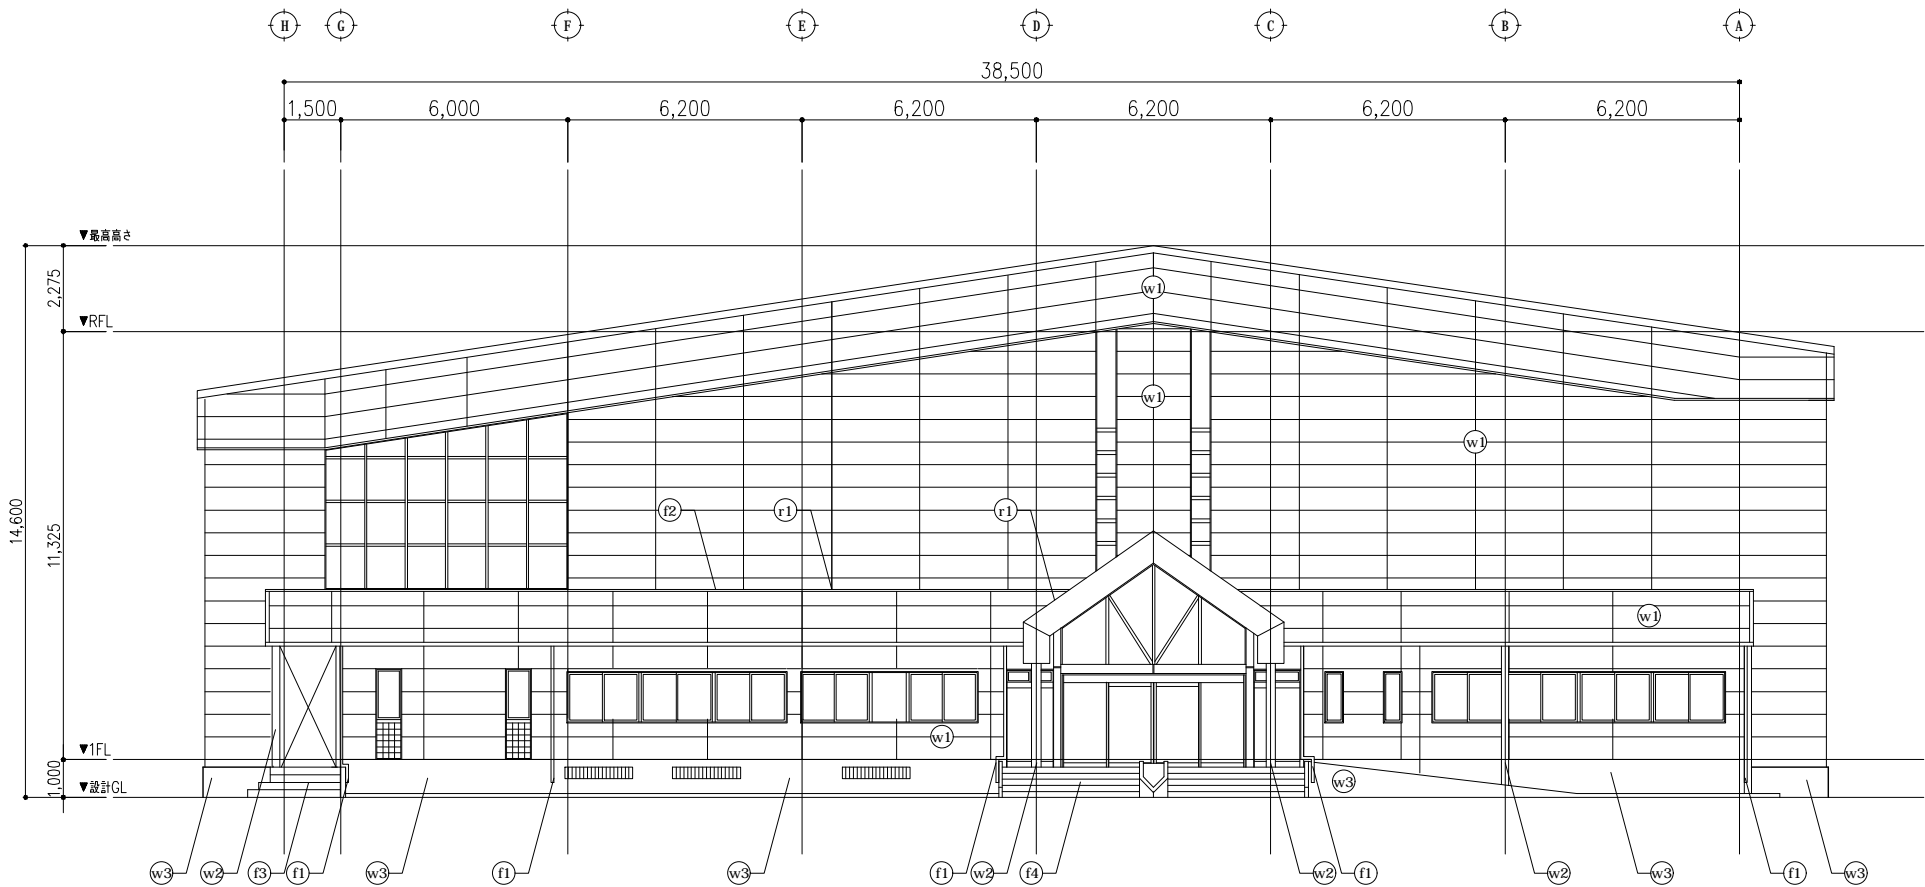 H G F E D C B A
38,500
1,500 6,000 6,200 6,200 6,200 6,200 6,200
▼最高高さ
2,275
w1
▼RFL
w1
w1
14,600
11,325
f2 r1 r1
w1
w1
▼1FL
1,000
w3
▼設計GL
w3 w2 f3 f1 w3 f1 w3 f1 w2 f4 w2 f1 w2 w3 f1 w3